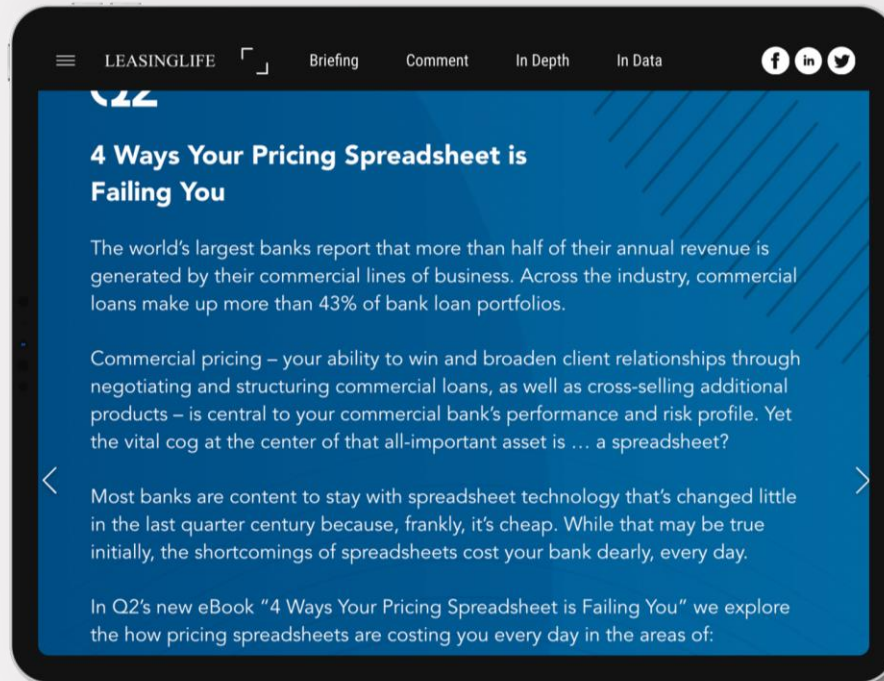 LEASINGLIFE
Briefing
Comment
In Depth
In Data
f
in
Q2
4 Ways Your Pricing Spreadsheet is
Failing You
The world's largest banks report that more than half of their annual revenue is
generated by their commercial lines of business. Across the industry, commercial
loans make up more than 43% of bank loan portfolios.
Commercial pricing – your ability to win and broaden client relationships through
negotiating and structuring commercial loans, as well as cross-selling additional
products – is central to your commercial bank's performance and risk profile. Yet
the vital cog at the center of that all-important asset is … a spreadsheet?
Most banks are content to stay with spreadsheet technology that's changed little
in the last quarter century because, frankly, it's cheap. While that may be true
initially, the shortcomings of spreadsheets cost your bank dearly, every day.
In Q2's new eBook “4 Ways Your Pricing Spreadsheet is Failing You” we explore
the how pricing spreadsheets are costing you every day in the areas of: